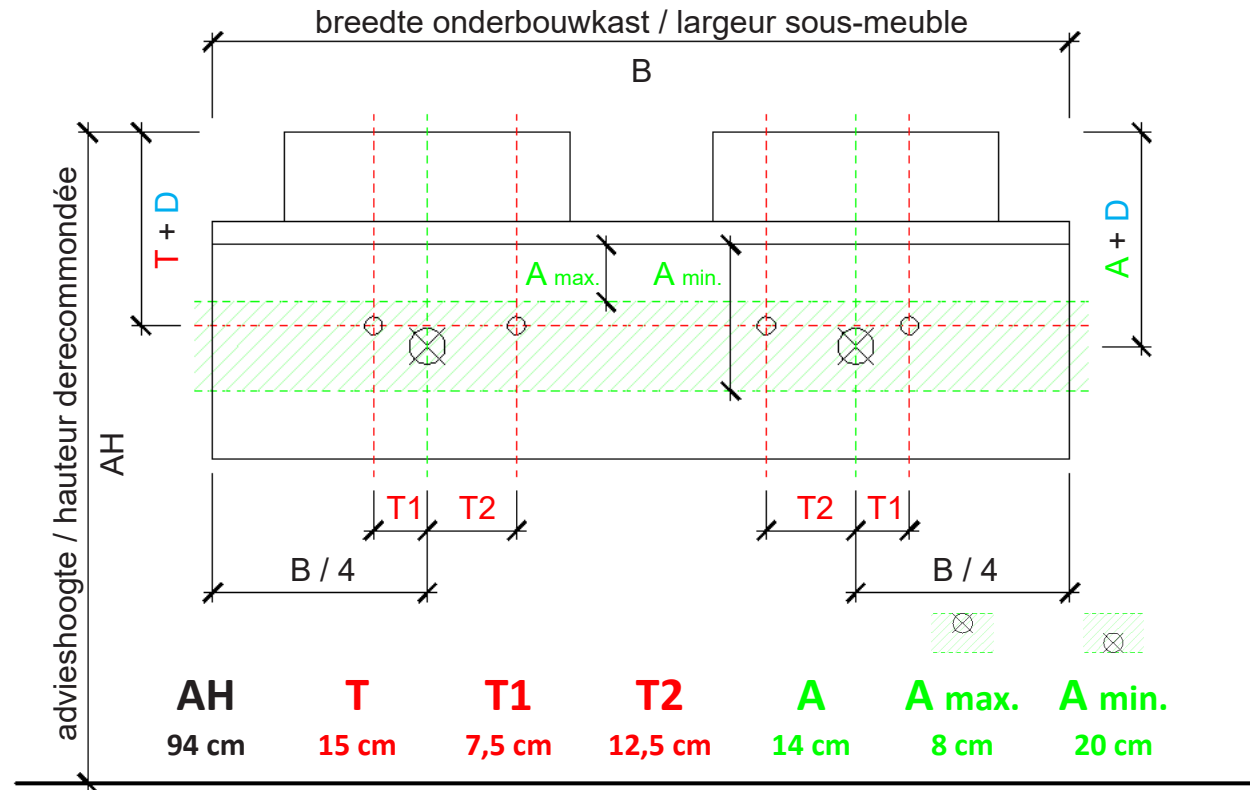 breedte onderbouwkast / largeur sous-meuble
B
advieshoogte / hauteur derecommondée
AH
T + D
A + D
A max.
A min.
T1
T2
T2
T1
B / 4
B / 4
AH T T1 T2 A A max. A min.
94 cm 15 cm 7,5 cm 12,5 cm 14 cm 8 cm 20 cm